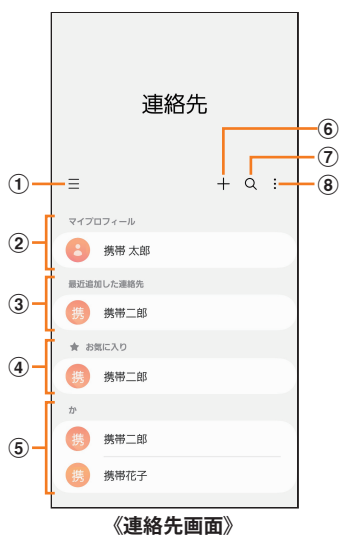 連絡先
⑥
⑦
① ⑧
マイプロフィール
② 携帯 太郎
最近追加した連絡先
③ 携 携帯二郎
★ お気に入り
④ 携 携帯二郎
か
⑤ 携 携帯二郎
携 携帯花子
《連絡先画面》